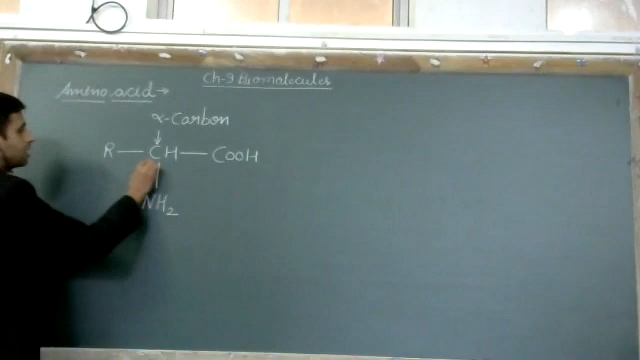 Ch-9 Biomolecules
Amino acid →
α-Carbon
R — CH — COOH
NH2